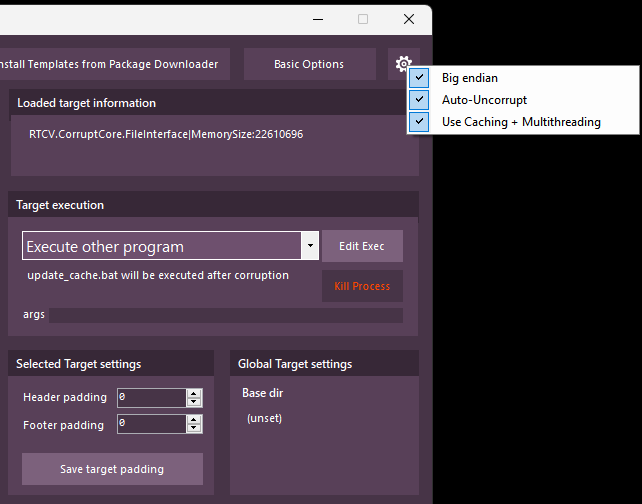 nstall Templates from Package Downloader
Basic Options
Big endian
Auto-Uncorrupt
Use Caching + Multithreading
Loaded target information
RTCV.CorruptCore.FileInterface|MemorySize:22610696
Target execution
Execute other program
Edit Exec
update_cache.bat will be executed after corruption
Kill Process
args
Selected Target settings
Global Target settings
Header padding
0
Base dir
Footer padding
0
(unset)
Save target padding